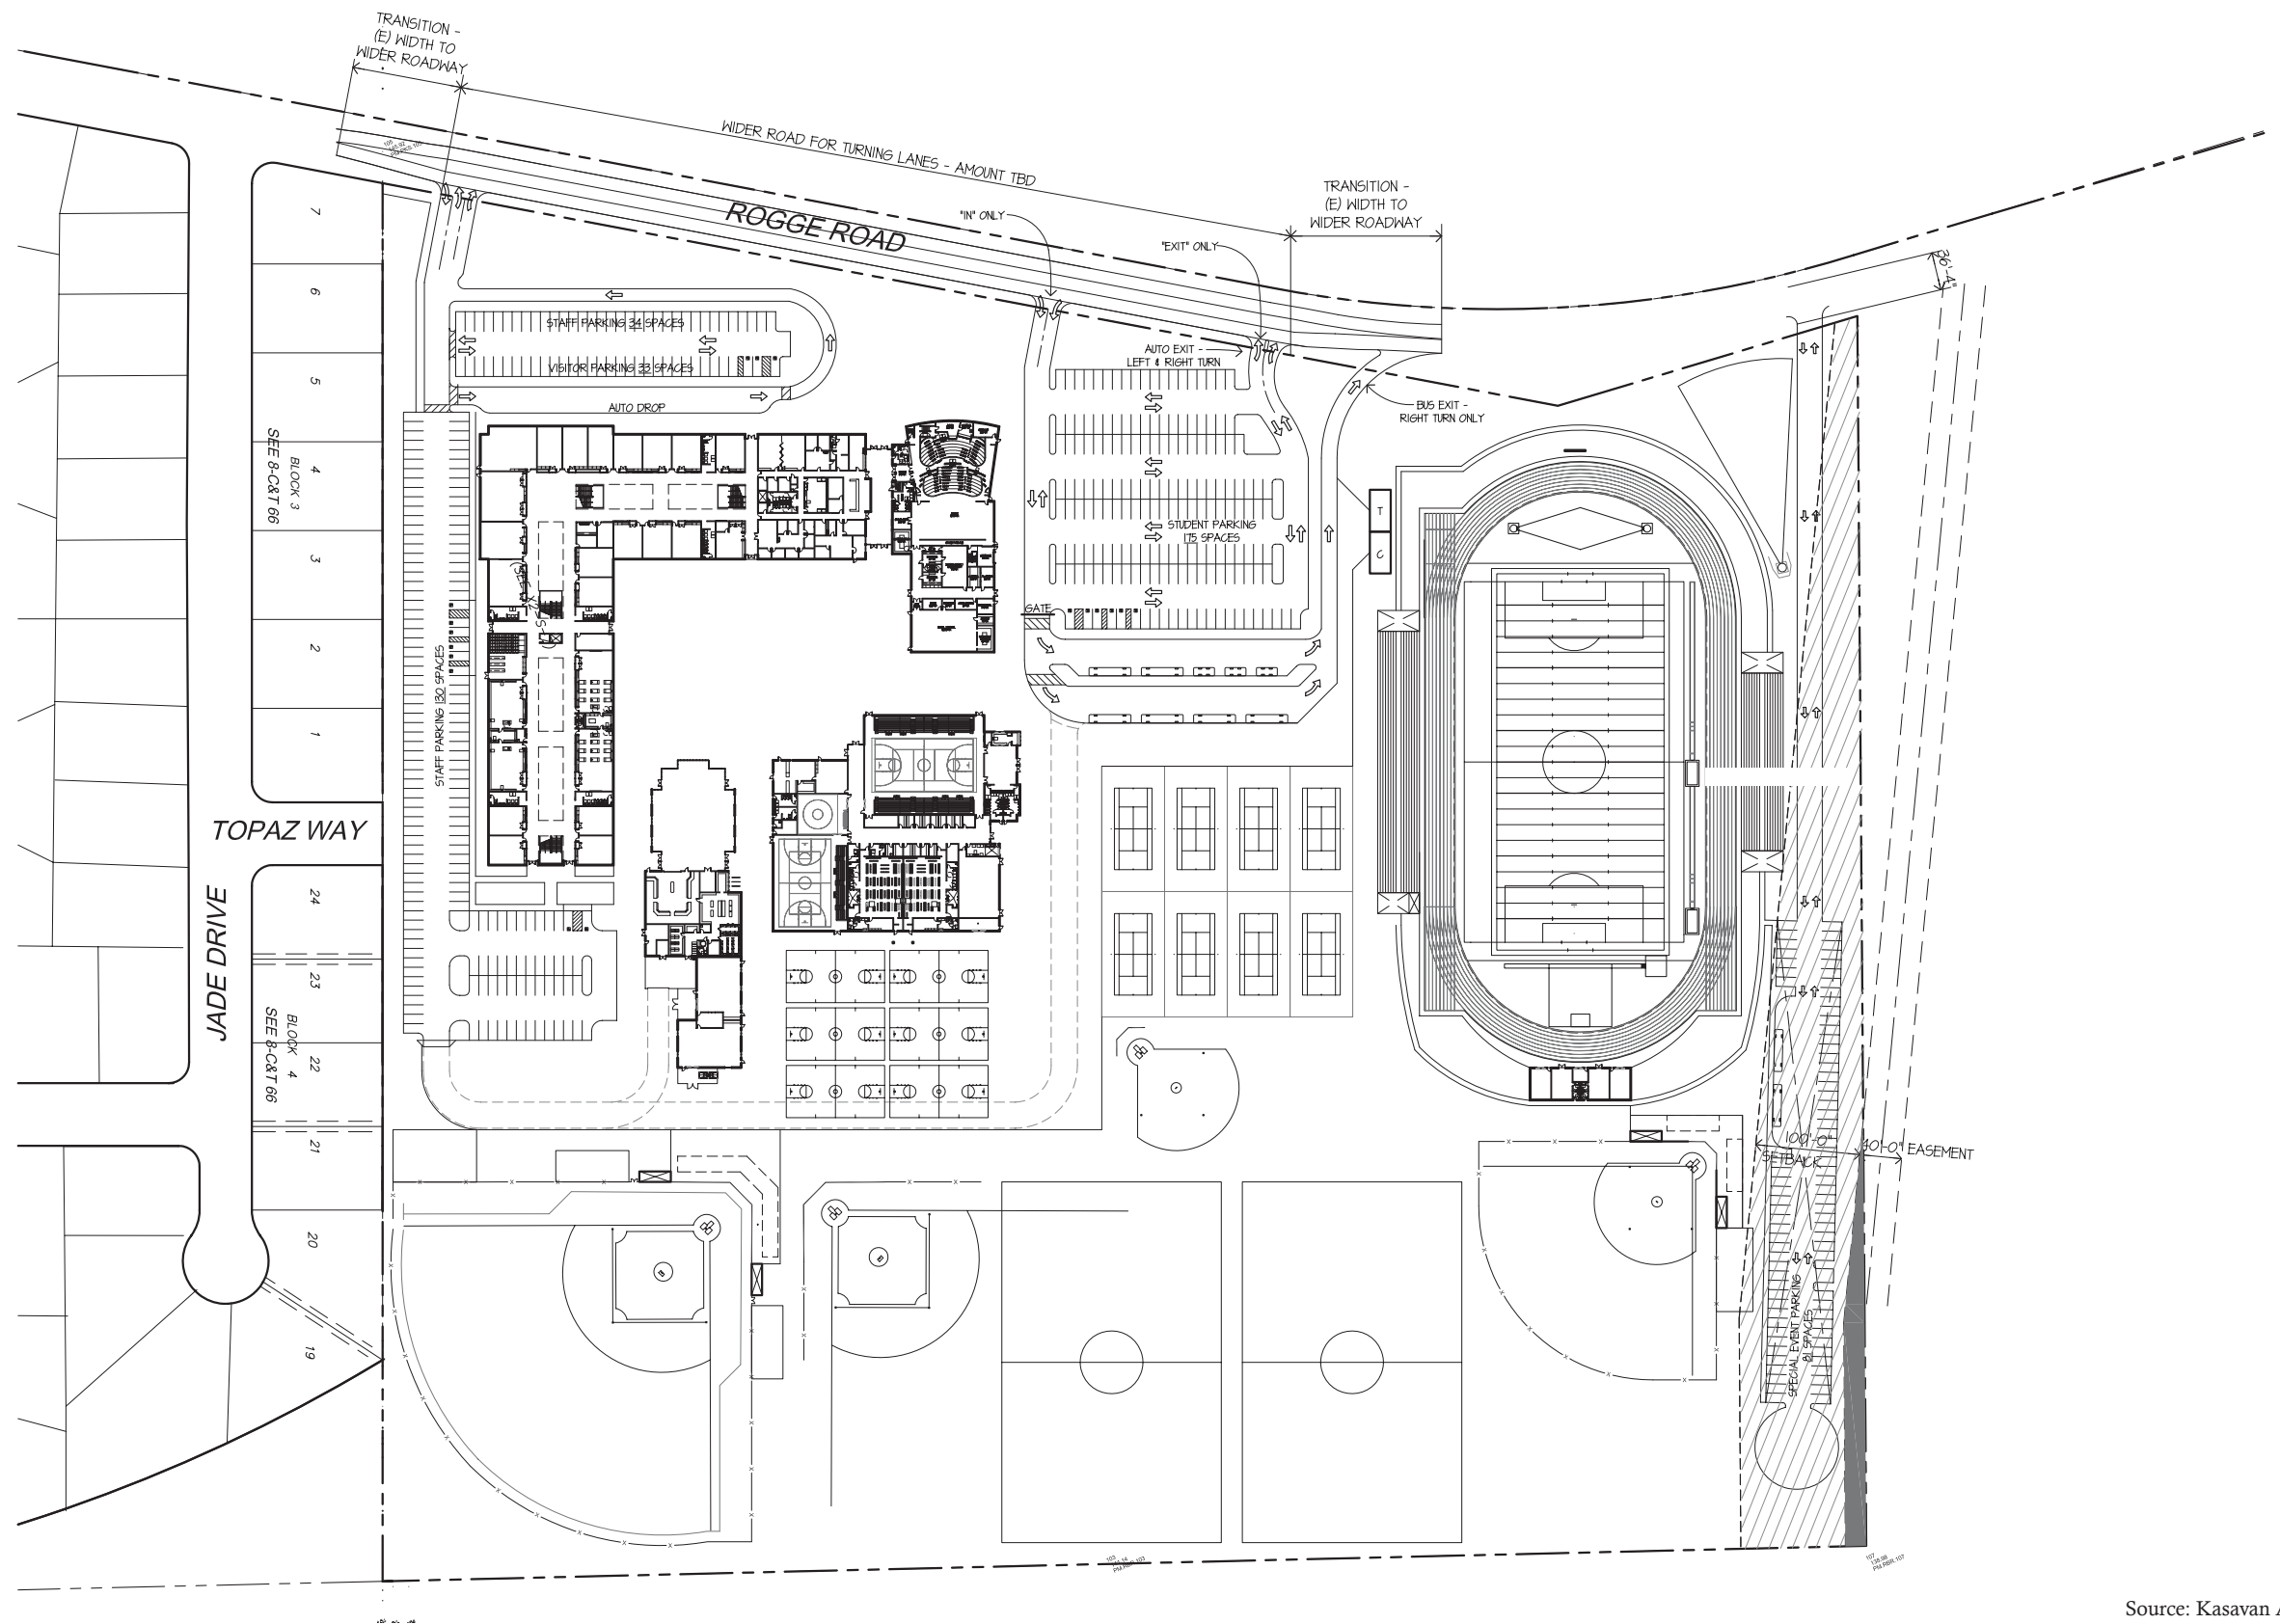 TRANSITION -
(E) WIDTH TO
WIDER ROADWAY
WIDER ROAD FOR TURNING LANES - AMOUNT TBD
TRANSITION -
(E) WIDTH TO
WIDER ROADWAY
ROGGE ROAD
"IN" ONLY
"EXIT" ONLY
36'-4"
STAFF PARKING 34 SPACES
VISITOR PARKING 33 SPACES
AUTO DROP
AUTO EXIT -
LEFT & RIGHT TURN
BUS EXIT -
RIGHT TURN ONLY
STUDENT PARKING
175 SPACES
GATE
T
C
STAFF PARKING 130 SPACES
7
6
5
4
3
2
1
BLOCK 3
SEE 8-C&T 66
TOPAZ WAY
JADE DRIVE
24
23
22
21
20
19
BLOCK 4
SEE 8-C&T 66
100'-0"
SETBACK
40'-0" EASEMENT
SPECIAL EVENT PARKING
81 SPACES
Source: Kasavan